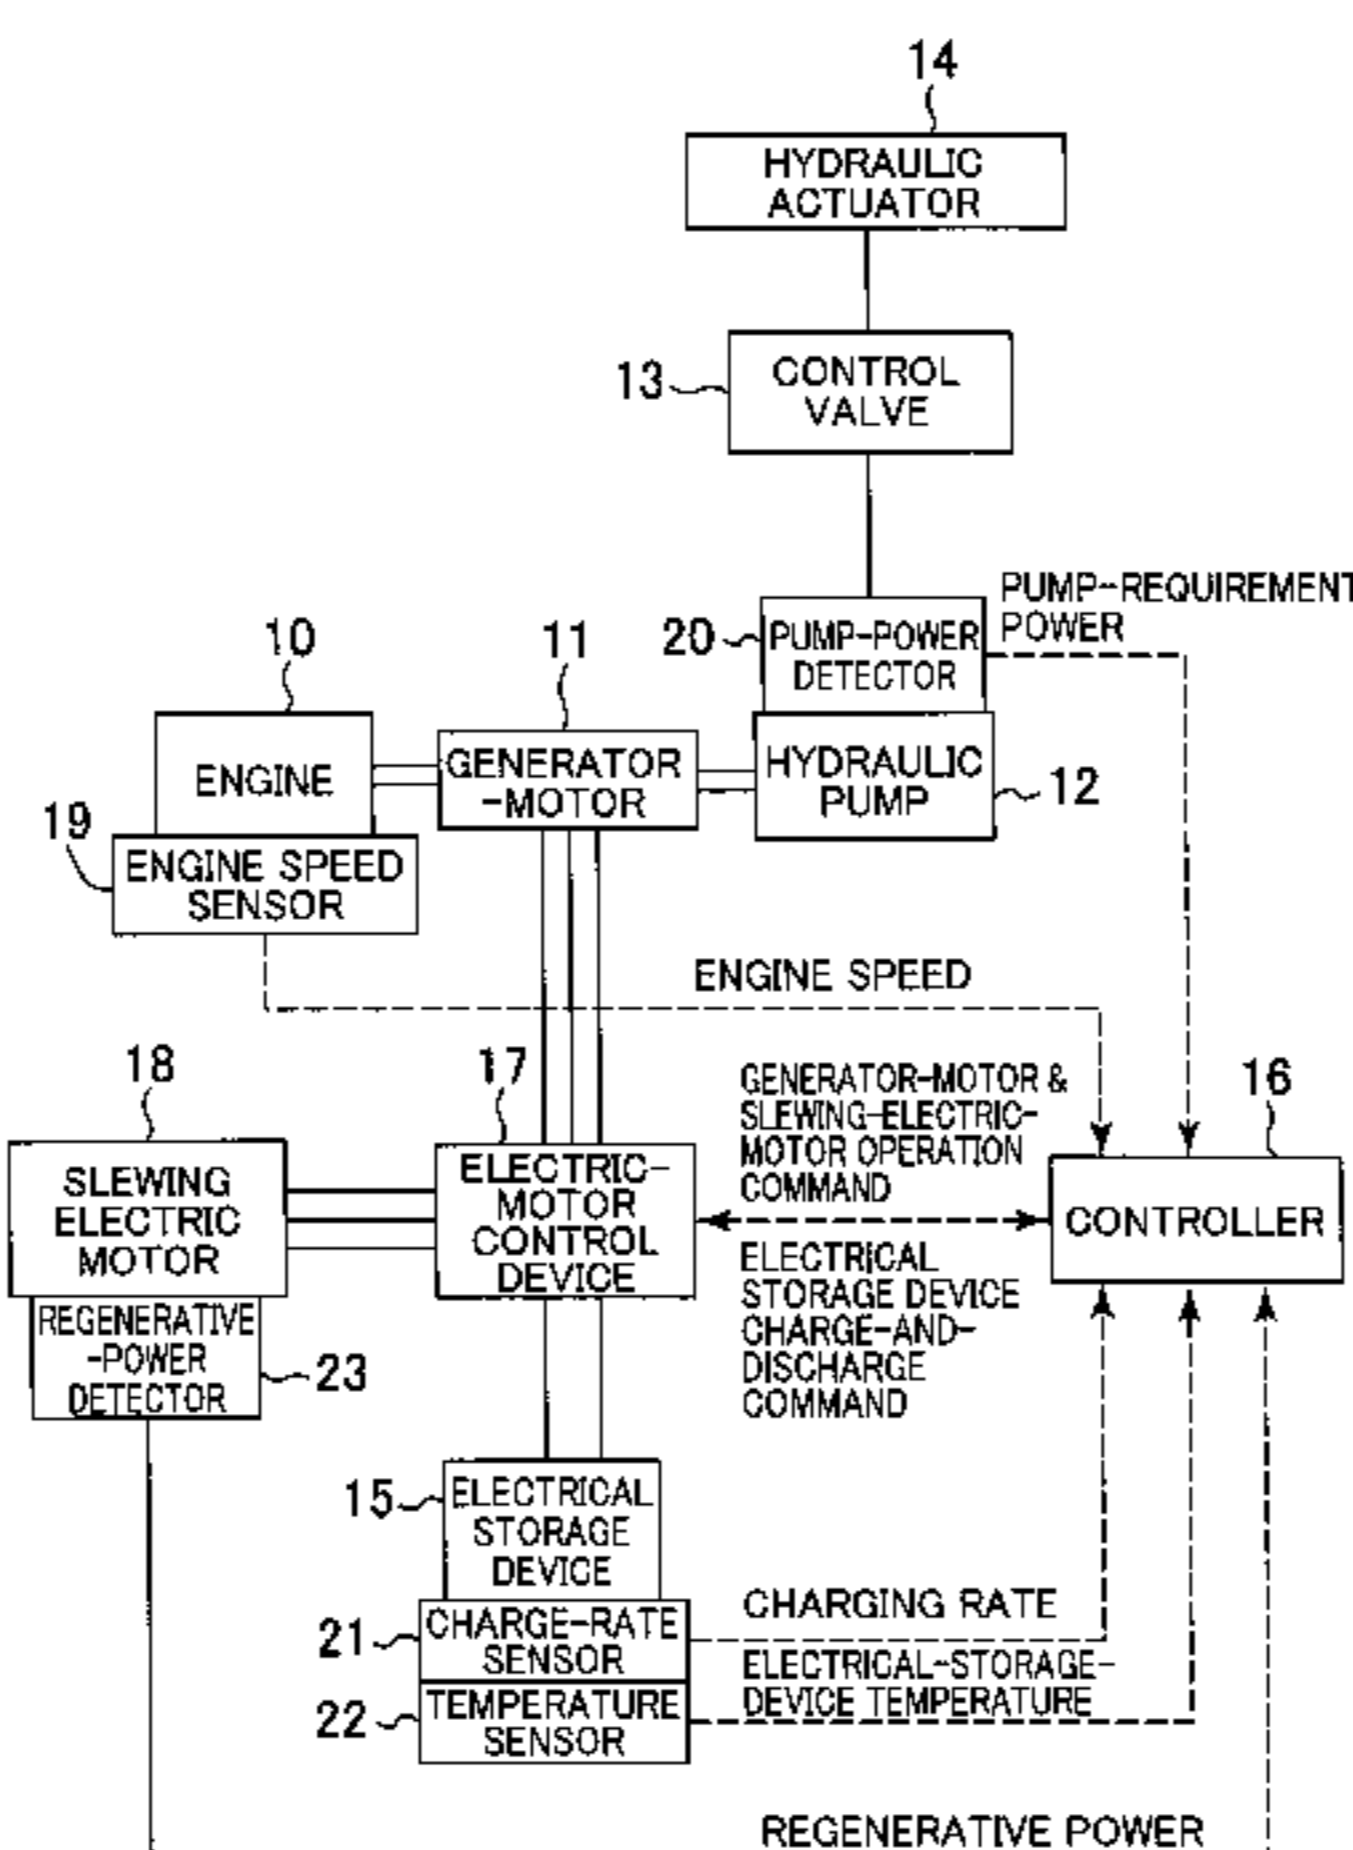 14
HYDRAULIC
ACTUATOR
13
CONTROL
VALVE
PUMP-REQUIREMENT
POWER
20
PUMP-POWER
DETECTOR
10
11
ENGINE
GENERATOR
-MOTOR
HYDRAULIC
PUMP
12
19
ENGINE SPEED
SENSOR
ENGINE SPEED
18
17
GENERATOR-MOTOR &
SLEWING-ELECTRIC-
MOTOR OPERATION
COMMAND
16
SLEWING
ELECTRIC
MOTOR
ELECTRIC-
MOTOR
CONTROL
DEVICE
CONTROLLER
ELECTRICAL
STORAGE DEVICE
CHARGE-AND-
DISCHARGE
COMMAND
REGENERATIVE
-POWER
DETECTOR
23
15
ELECTRICAL
STORAGE
DEVICE
21
CHARGE-RATE
SENSOR
CHARGING RATE
22
TEMPERATURE
SENSOR
ELECTRICAL-STORAGE-
DEVICE TEMPERATURE
REGENERATIVE POWER